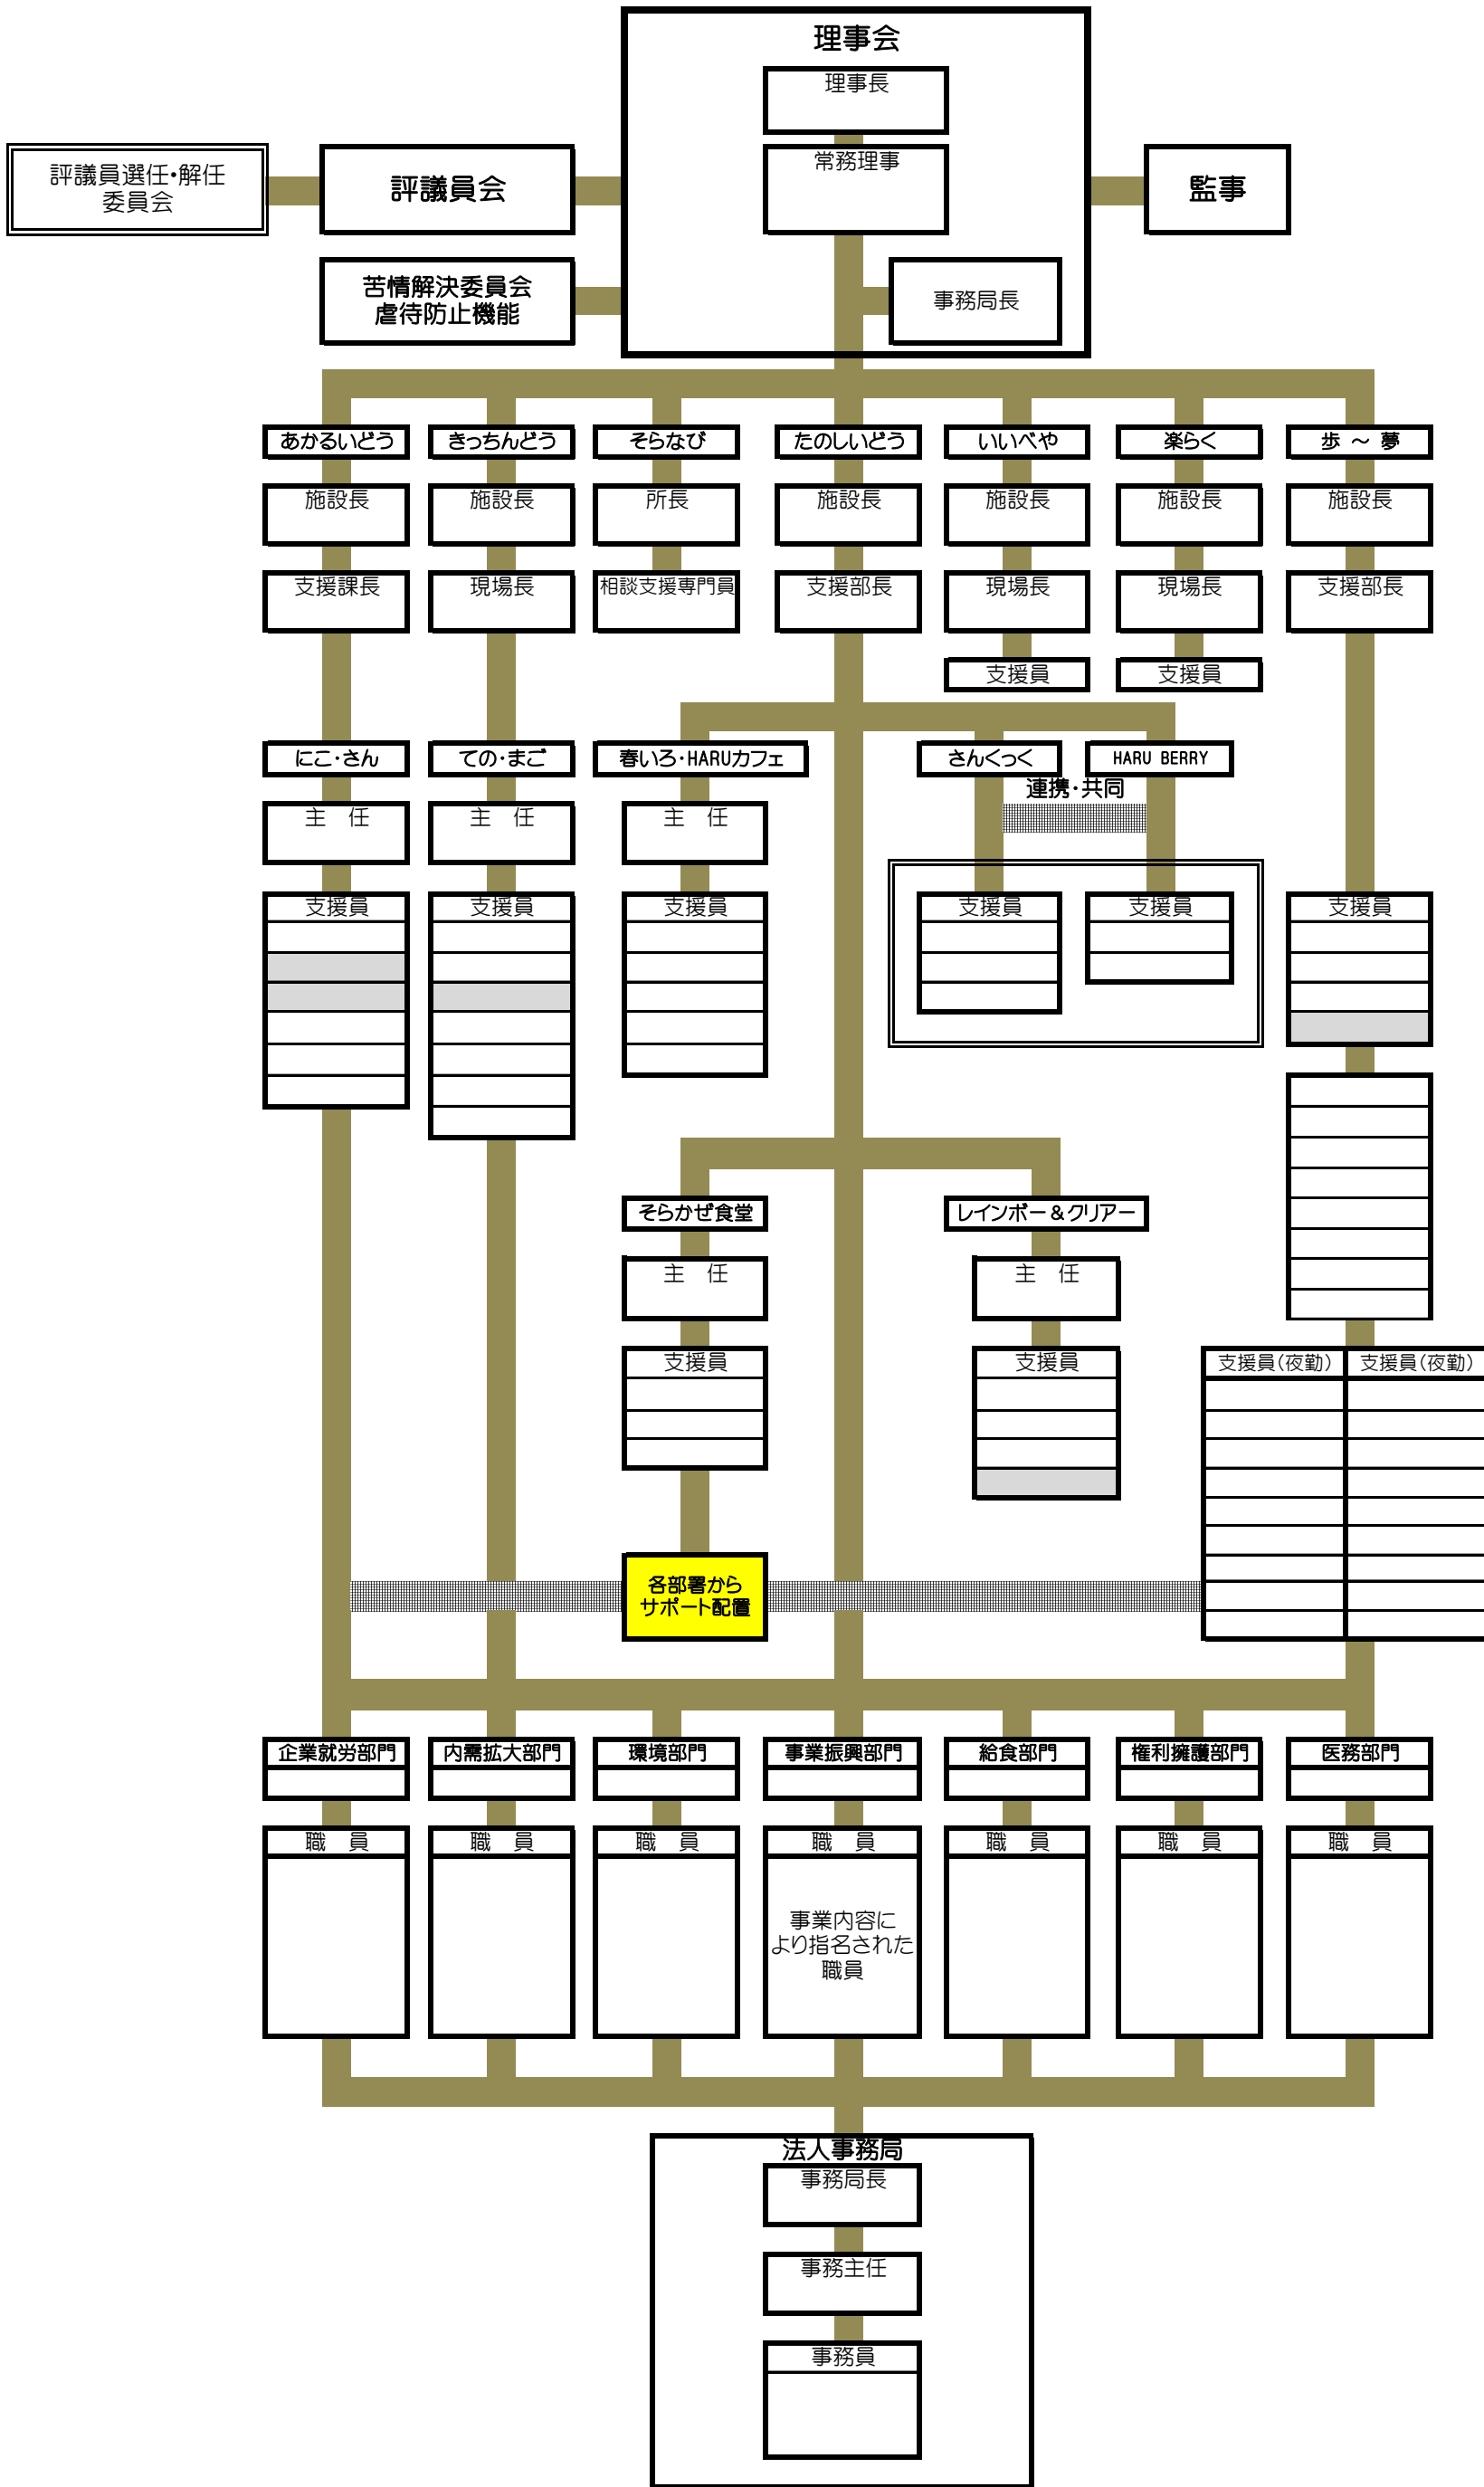 理事会
理事長
常務理事
評議員選任・解任
委員会
評議員会
監事
苦情解決委員会
虐待防止機能
事務局長
あかるいどう
きっちんどう
そらなび
たのしいどう
いいべや
楽らく
歩 ～ 夢
施設長
施設長
所長
施設長
施設長
施設長
施設長
支援課長
現場長
相談支援専門員
支援部長
現場長
現場長
支援部長
支援員
支援員
にこ・さん
ての・まご
春いろ・HARUカフェ
さんくっく
HARU BERRY
連携・共同
主　任
主　任
主　任
支援員
支援員
支援員
支援員
支援員
支援員
そらかぜ食堂
レインボー＆クリアー
主　任
主　任
支援員
支援員
支援員（夜勤）
支援員（夜勤）
各部署から
サポート配置
企業就労部門
内需拡大部門
環境部門
事業振興部門
給食部門
権利擁護部門
医務部門
職　員
職　員
職　員
職　員
職　員
職　員
職　員
事業内容に
より指名された
職員
法人事務局
事務局長
事務主任
事務員